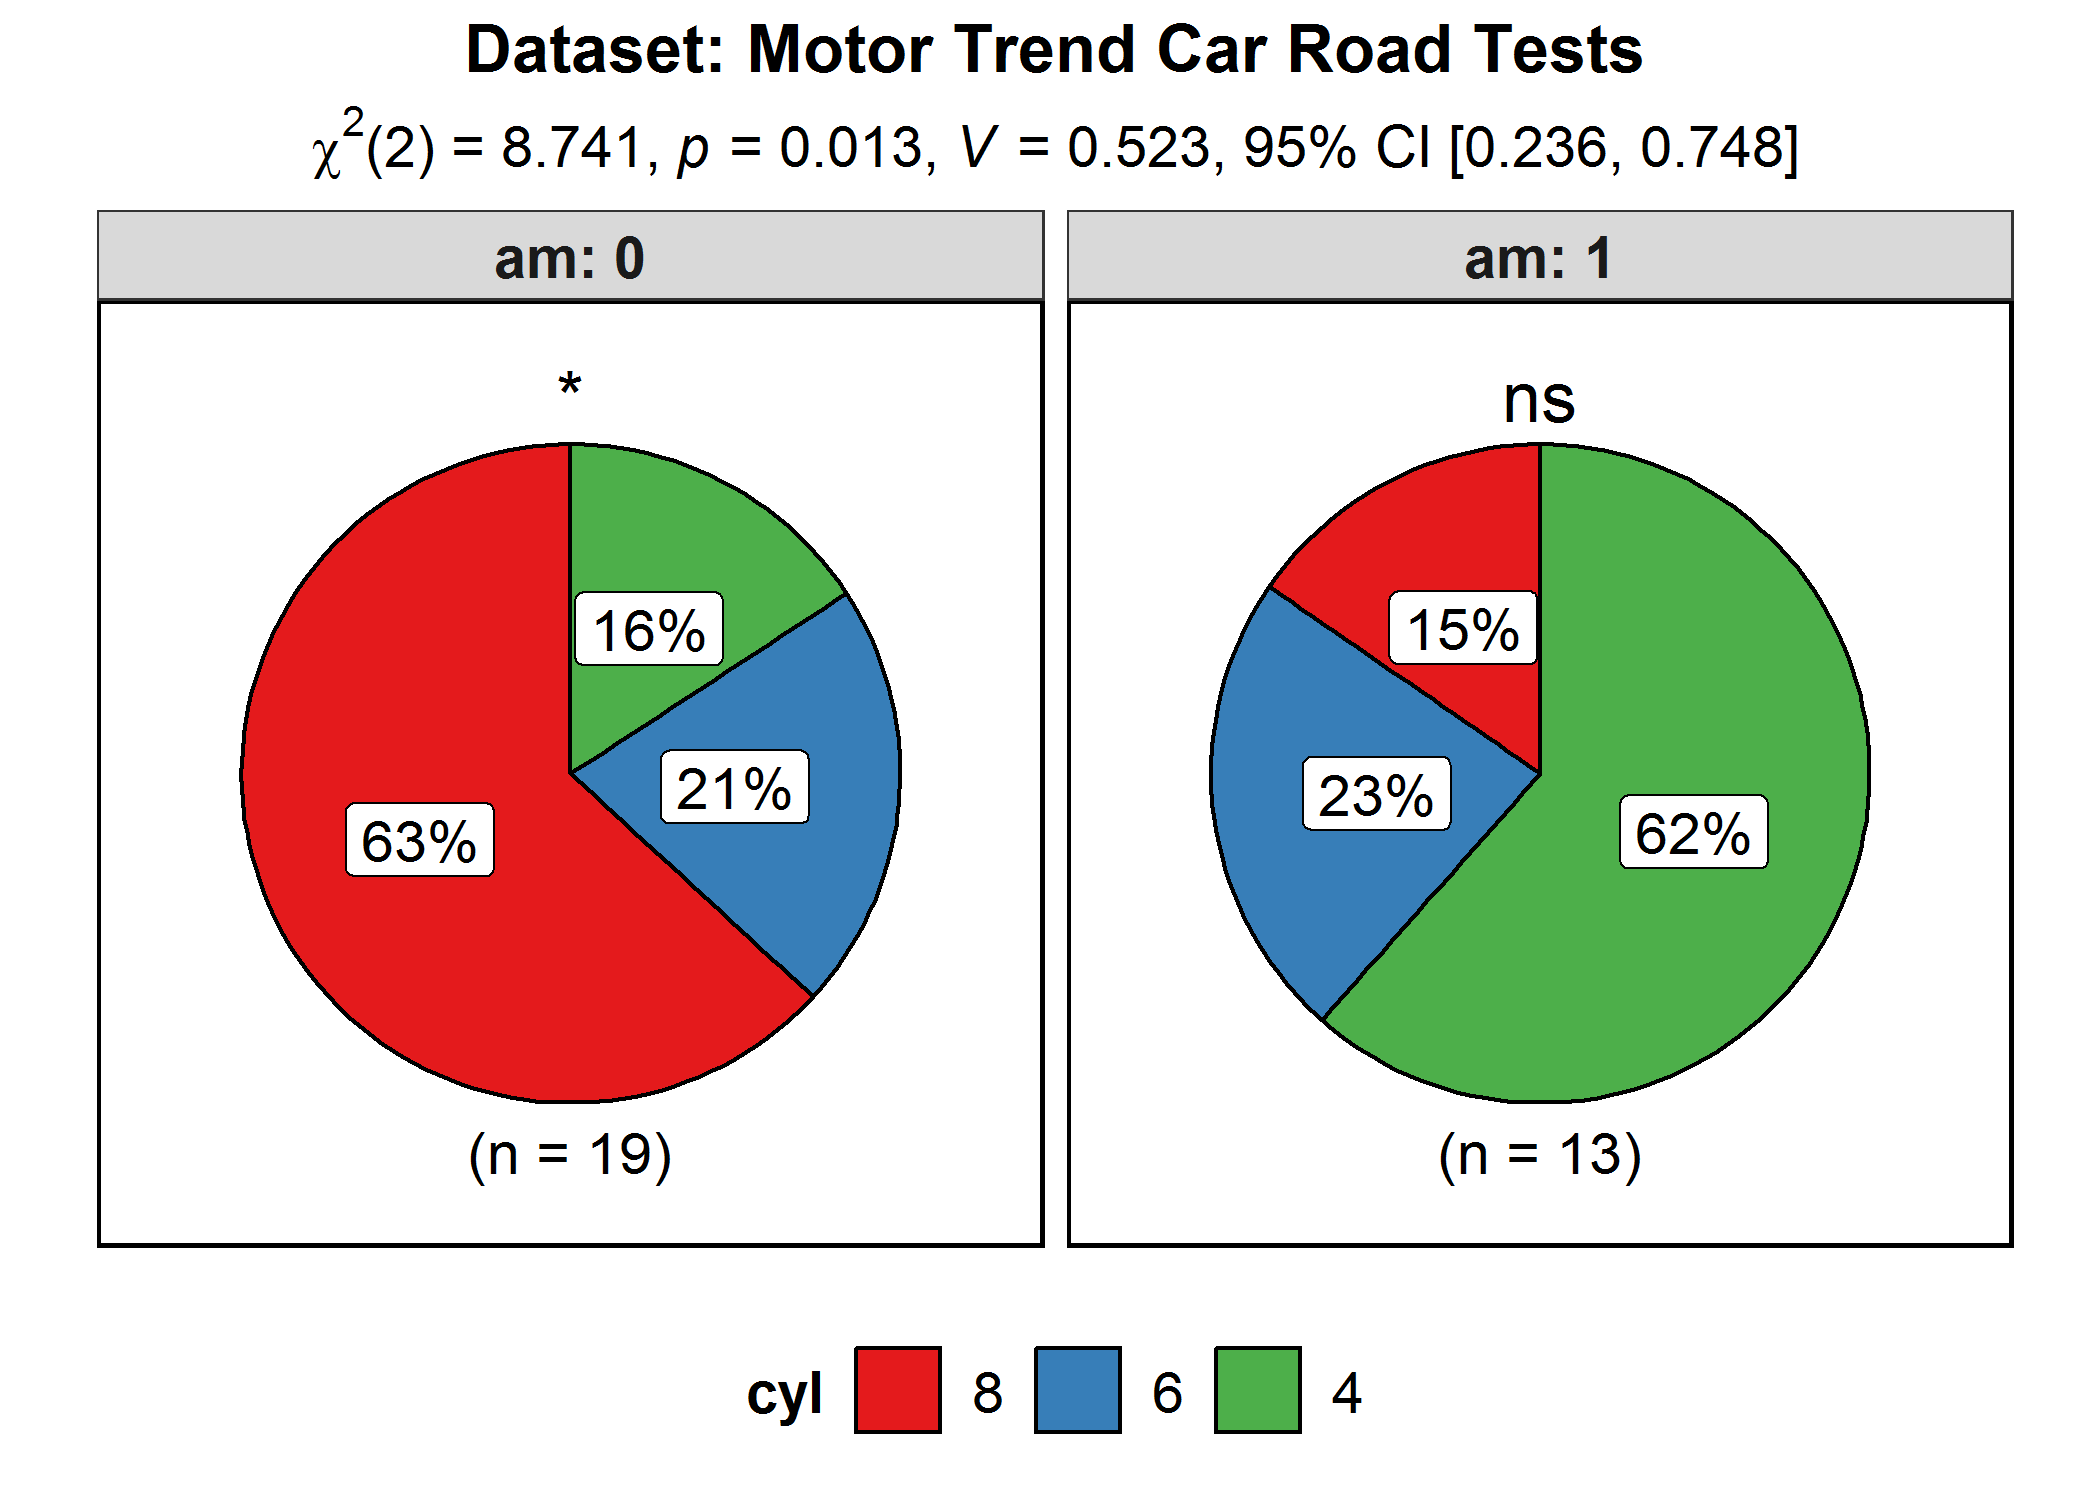 Dataset: Motor Trend Car Road Tests
χ²(2) = 8.741, p = 0.013, V = 0.523, 95% CI [0.236, 0.748]
am: 0
*
16%
21%
63%
(n = 19)
am: 1
ns
15%
23%
62%
(n = 13)
cyl 8 6 4